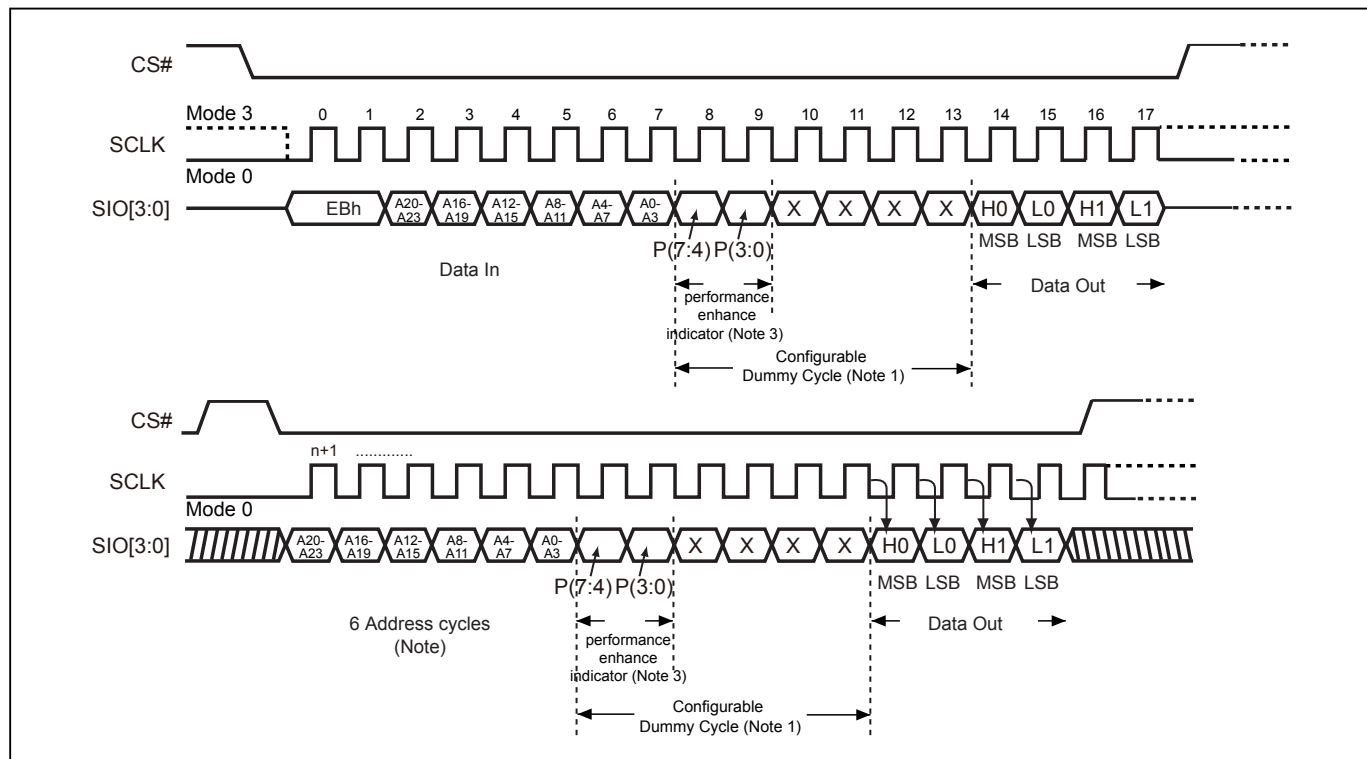 CS#
Mode 3
0 1 2 3 4 5 6 7 8 9 10 11 12 13 14 15 16 17
SCLK
Mode 0
SIO[3:0]
EBh
A20-A23
A16-A19
A12-A15
A8-A11
A4-A7
A0-A3
X X X X H0 L0 H1 L1
P(7:4) P(3:0)
MSB LSB MSB LSB
Data In
Data Out
performance
enhance
indicator (Note 3)
Configurable
Dummy Cycle (Note 1)
CS#
n+1 .............
SCLK
Mode 0
SIO[3:0]
A20-A23
A16-A19
A12-A15
A8-A11
A4-A7
A0-A3
X X X X H0 L0 H1 L1
P(7:4) P(3:0)
MSB LSB MSB LSB
6 Address cycles
(Note)
Data Out
performance
enhance
indicator (Note 3)
Configurable
Dummy Cycle (Note 1)